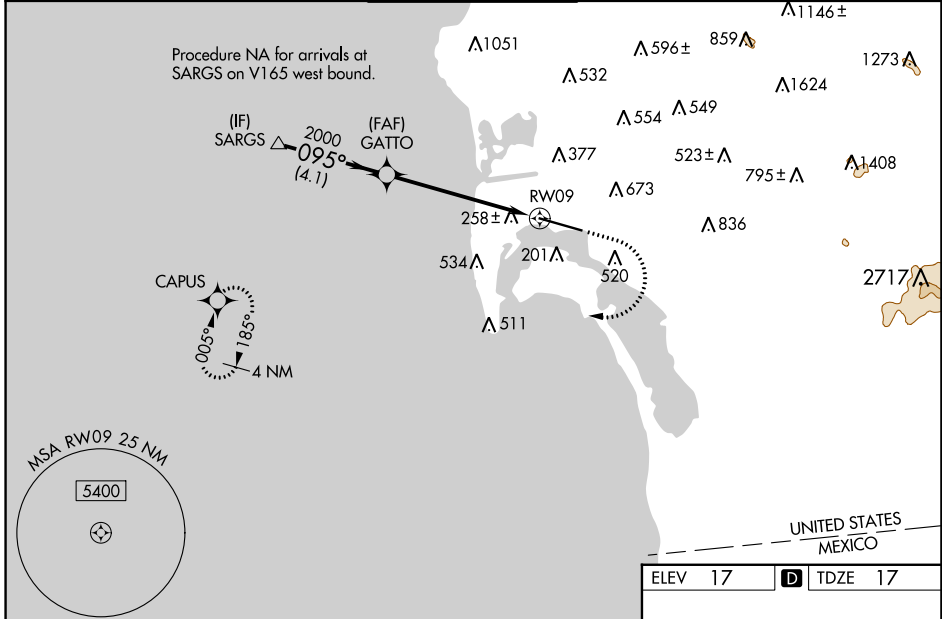 1146±
1051
859
596±
Procedure NA for arrivals at
SARGS on V165 west bound.
1273
532
1624
549
554
(IF)
SARGS
2000
095°
(4.1)
(FAF)
GATTO
377
523±
1408
795±
673
RW09
258±
836
534
201
520
2717
CAPUS
511
005°
185°
4 NM
MSA RW09 25 NM
5400
UNITED STATES
MEXICO
ELEV 17 D TDZE 17